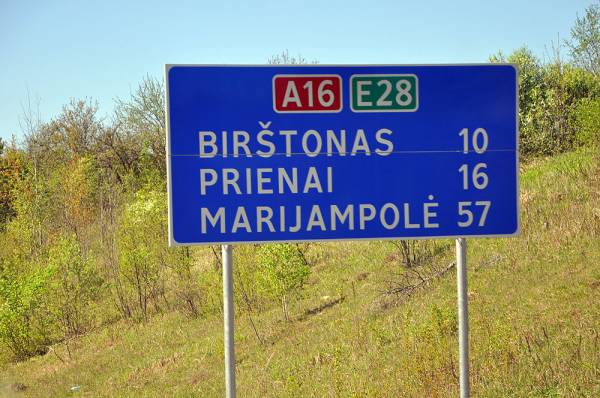 A16 E28
BIRŠTONAS 10
PRIENAI 16
MARIJAMPOLĖ 57